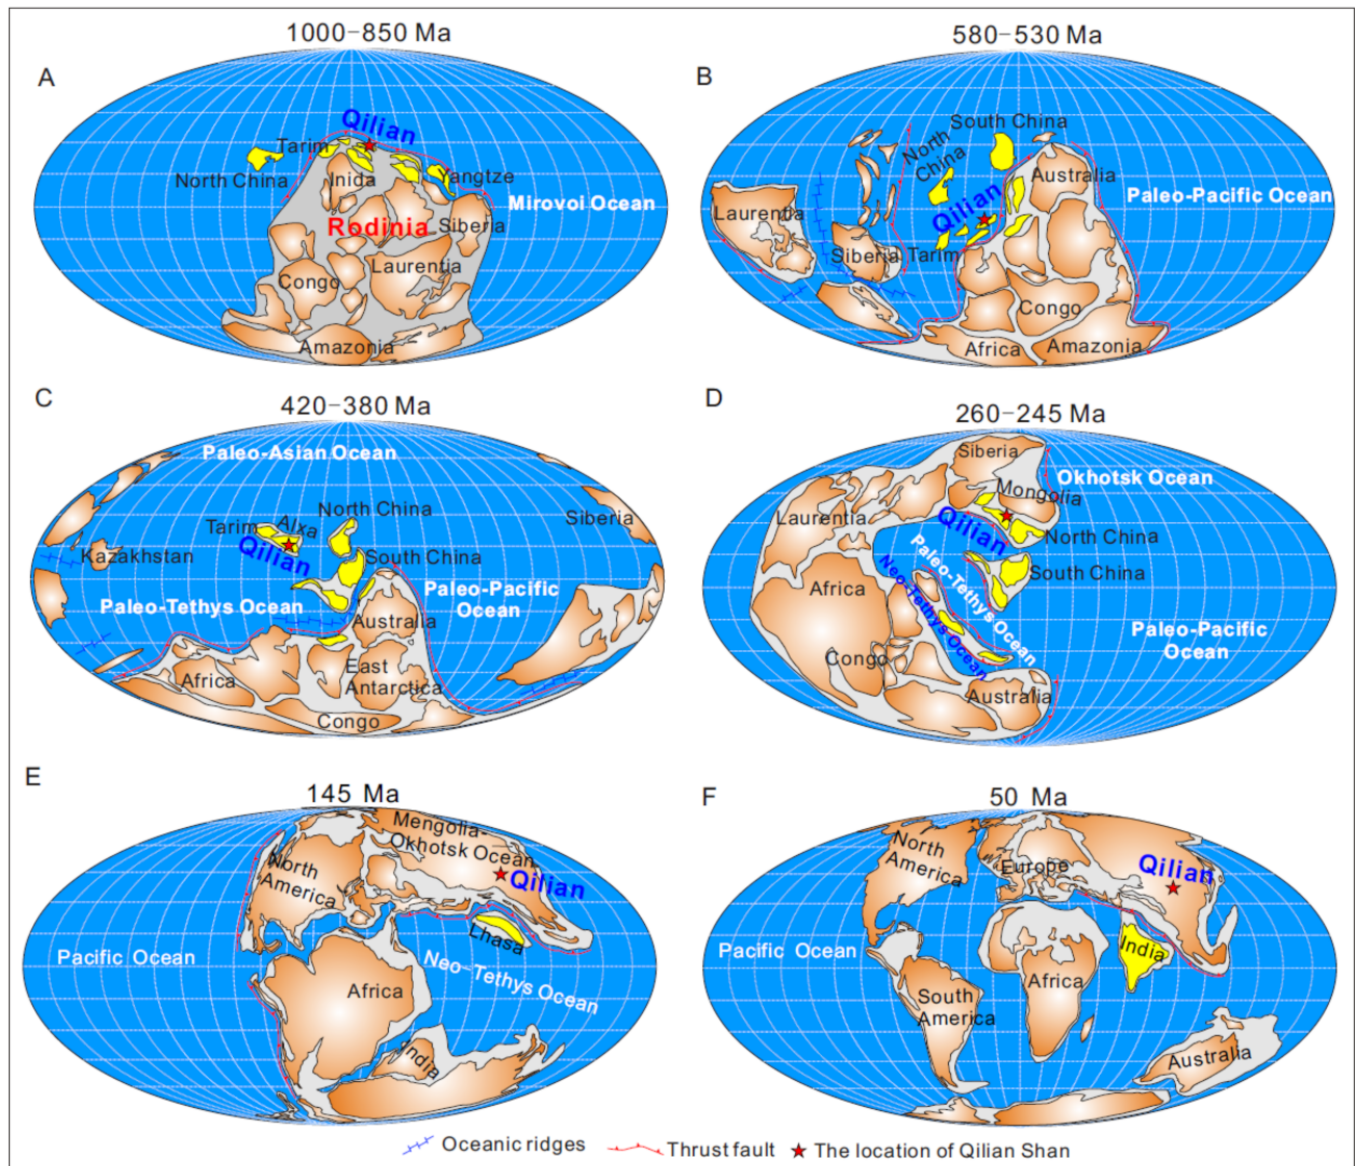 1000–850 Ma
A
Qilian
Tarim
North China
Inida
Yangtze
Mirovoi Ocean
Rodinia
Siberia
Laurentia
Congo
Amazonia
580–530 Ma
B
South China
North
China
Australia
Qilian
Paleo-Pacific Ocean
Laurentia
Siberia
Tarim
Congo
Africa
Amazonia
C
420–380 Ma
Paleo-Asian Ocean
North China
Tarim
Alxa
Siberia
Qilian
Kazakhstan
South China
Paleo-Tethys Ocean
Paleo-Pacific
Ocean
Australia
East
Antarctica
Africa
Congo
D
260–245 Ma
Siberia
Okhotsk Ocean
Mongolia
Laurentia
Qilian
North China
Paleo-Tethys Ocean
South China
Neo-Tethys Ocean
Africa
Paleo-Pacific
Ocean
Congo
Australia
E
145 Ma
Mengolia-
Okhotsk Ocean
North
America
Qilian
Lhasa
Pacific Ocean
Neo-Tethys Ocean
Africa
India
F
50 Ma
North
America
Europe
Qilian
Pacific Ocean
India
Africa
South
America
Australia
Oceanic ridges
Thrust fault
The location of Qilian Shan